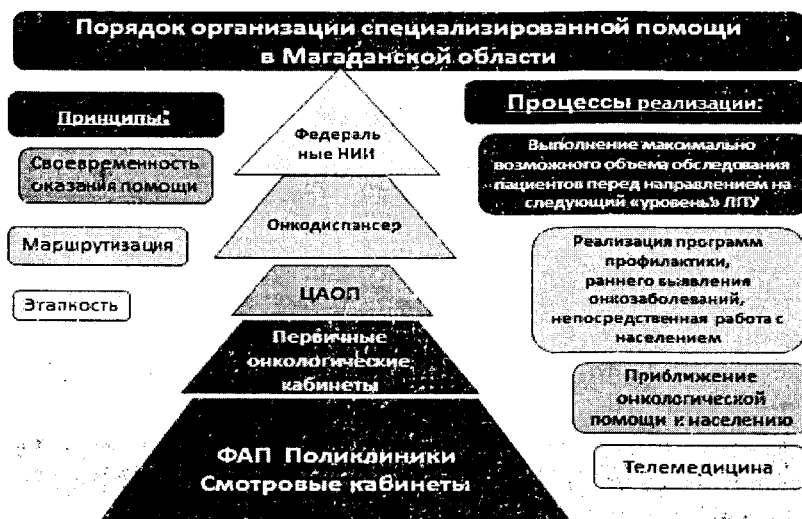 Порядок организации специализированной помощи
в Магаданской области
Принципы:
Своевременность
оказания помощи
Маршрутизация
Этапность
Федераль
ные НИИ
Онкодиспансер
ЦАОП
Первичные
онкологические
кабинеты
ФАП Поликлиники
Смотровые кабинеты
Процессы реализации:
Выполнение максимально
возможного объема обследования
пациентов перед направлением на
следующий «уровень» ЛПУ
Реализация программ
профилактики,
раннего выявления
онкозаболеваний,
непосредственная работа с
населением
Приближение
онкологической
помощи к населению
Телемедицина